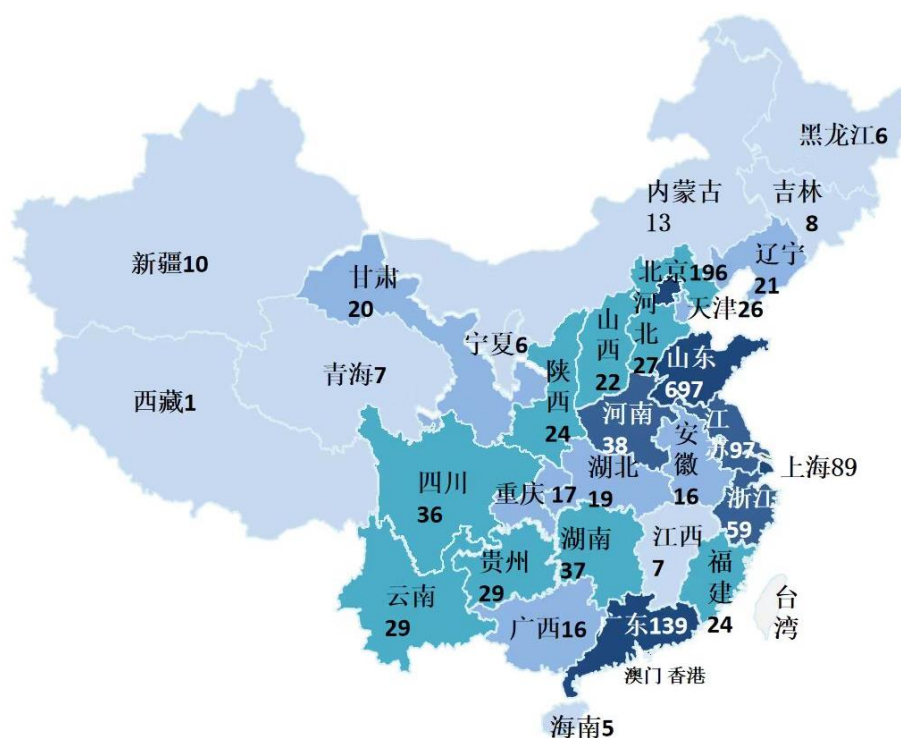 黑龙江6
内蒙古
13
吉林
8
新疆10
甘肃
20
北京196
辽宁
21
天津26
宁夏6
山西
22
河北
27
山东
697
青海7
西藏1
陕西
24
河南
38
江苏97
安徽
16
上海89
四川
36
重庆17
湖北
19
浙江
59
江西
7
湖南
37
贵州
29
福建
24
云南
29
广西16
广东139
台湾
澳门 香港
海南5